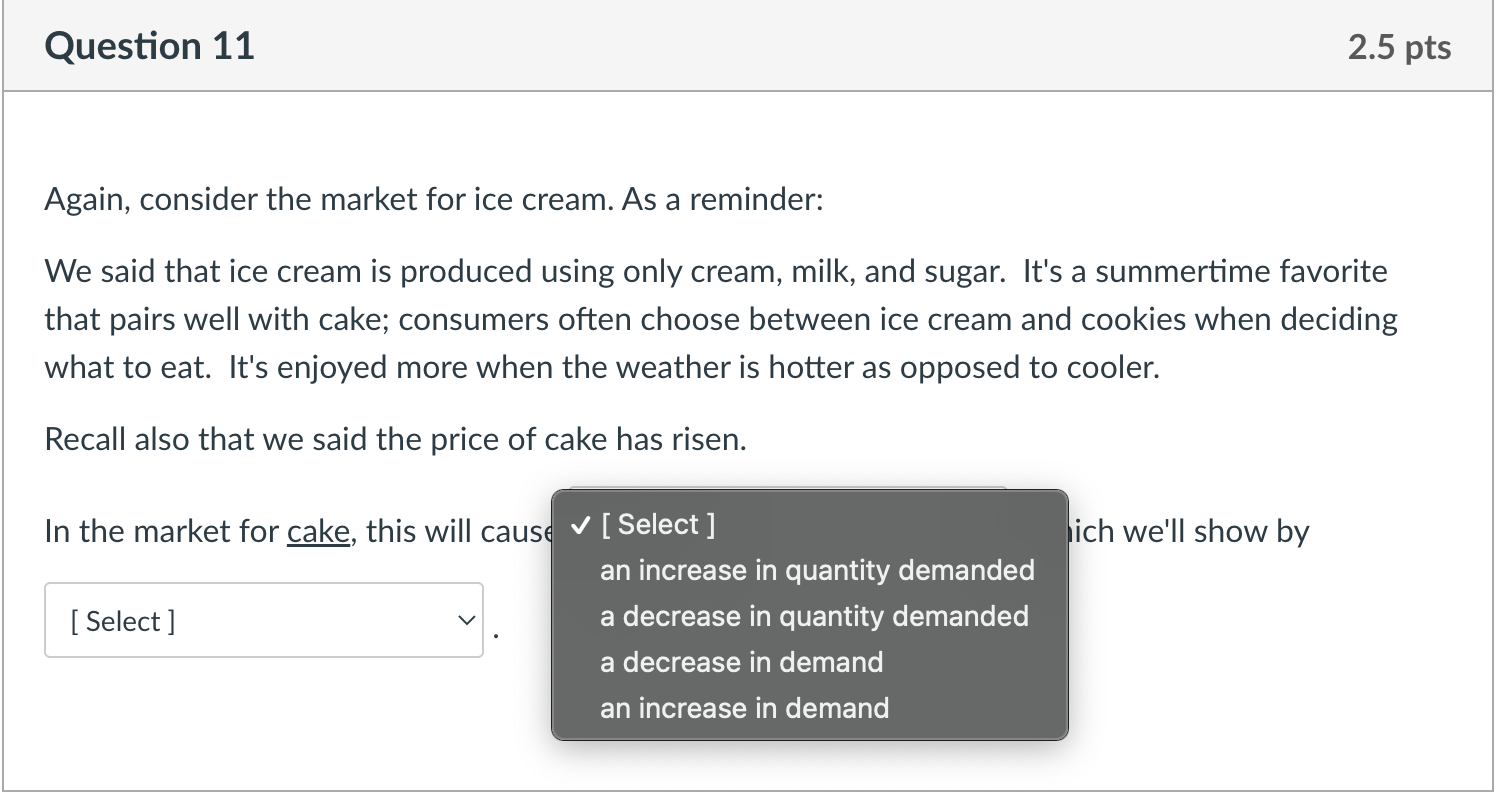 Question 11
2.5 pts
Again, consider the market for ice cream. As a reminder:
We said that ice cream is produced using only cream, milk, and sugar.  It's a summertime favorite
that pairs well with cake; consumers often choose between ice cream and cookies when deciding
what to eat.  It's enjoyed more when the weather is hotter as opposed to cooler.
Recall also that we said the price of cake has risen.
In the market for cake, this will cause
✓ [ Select ]
an increase in quantity demanded
a decrease in quantity demanded
a decrease in demand
an increase in demand
we'll show by
[ Select ] .